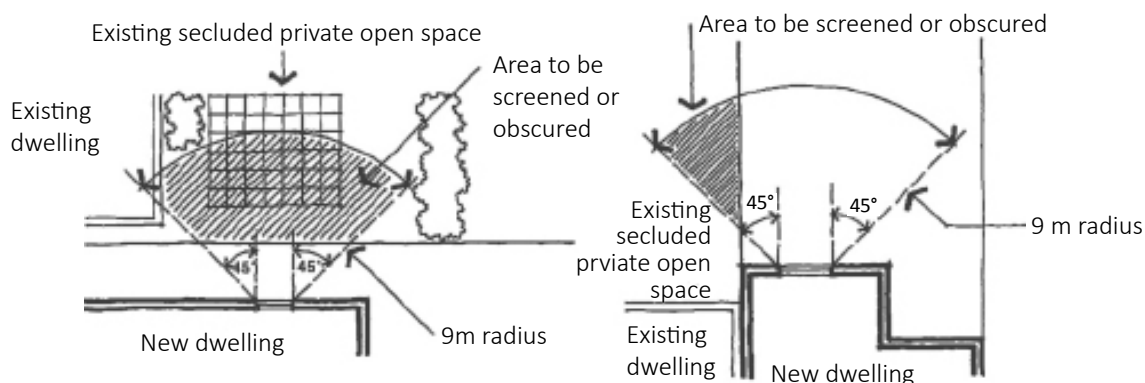 Existing secluded private open space
Area to be
screened or
obscured
Existing
dwelling
45°
45°
9m radius
New dwelling
Area to be screened or obscured
45°
45°
Existing
secluded
prviate open
space
9 m radius
Existing
dwelling
New dwelling